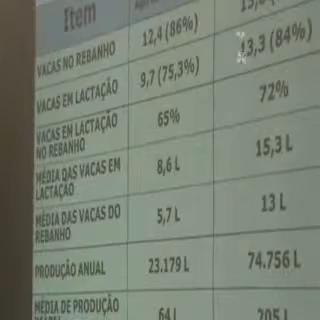 Item
VACAS NO REBANHO 12,4 (86%)
VACAS EM LACTAÇÃO 9,7 (75,3%) 13,3 (84%)
VACAS EM LACTAÇÃO
NO REBANHO 65% 72%
MÉDIA DAS VACAS EM
LACTAÇÃO 8,6 L 15,3 L
MÉDIA DAS VACAS DO
REBANHO 5,7 L 13 L
PRODUÇÃO ANUAL 23.179 L 74.756 L
MÉDIA DE PRODUÇÃO
64 L 205 L